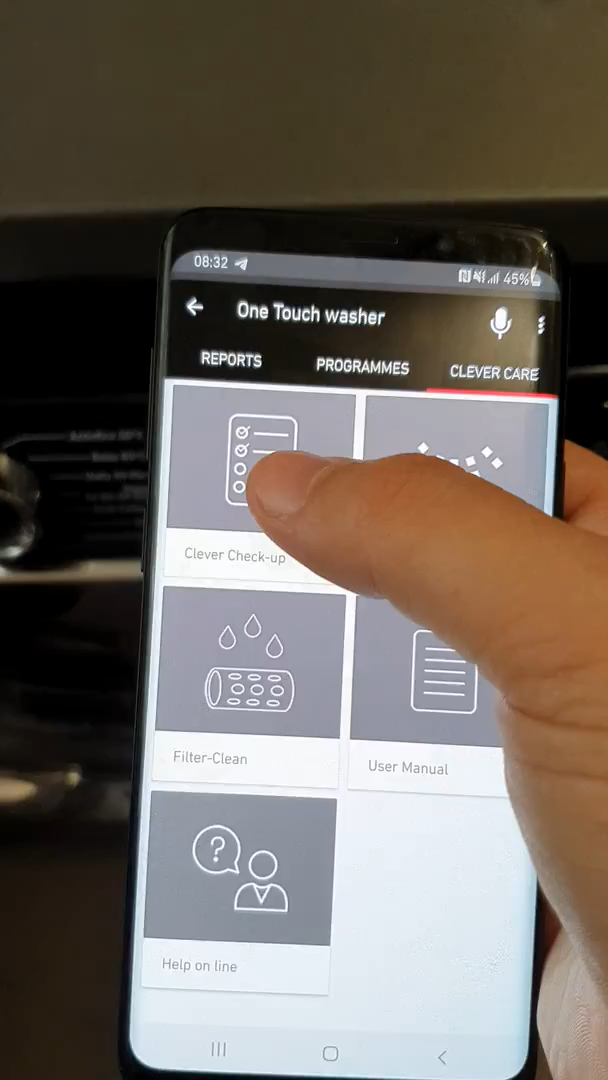 08:32
45%
One Touch washer
REPORTS
PROGRAMMES
CLEVER CARE
Clever Check-up
Filter-Clean
User Manual
?
Help on line